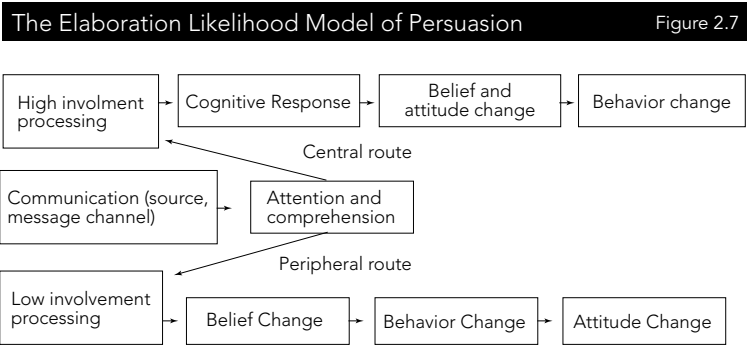 The Elaboration Likelihood Model of Persuasion
Figure 2.7
High involment
processing
Cognitive Response
Belief and
attitude change
Behavior change
Central route
Communication (source,
message channel)
Attention and
comprehension
Peripheral route
Low involvement
processing
Belief Change
Behavior Change
Attitude Change